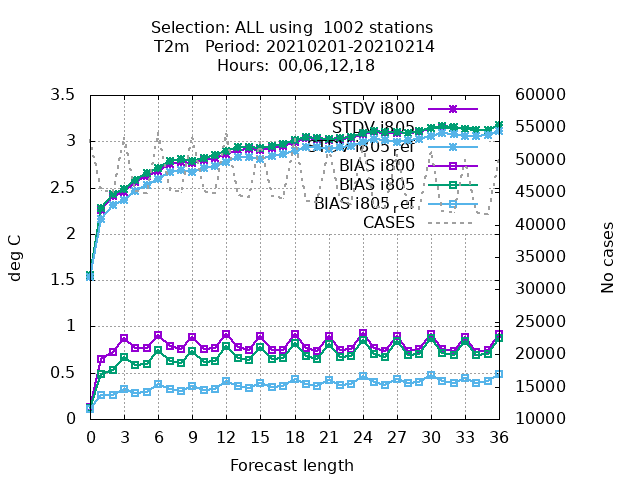 Selection: ALL using 1002 stations
T2m Period: 20210201-20210214
Hours: 00,06,12,18
3.5
3
2.5
2
1.5
1
0.5
0
60000
55000
50000
45000
40000
35000
30000
25000
20000
15000
10000
STDV i800
STDV i805
STDV i805_ref
BIAS i800
BIAS i805
BIAS i805_ref
CASES
deg C
No cases
0 3 6 9 12 15 18 21 24 27 30 33 36
Forecast length